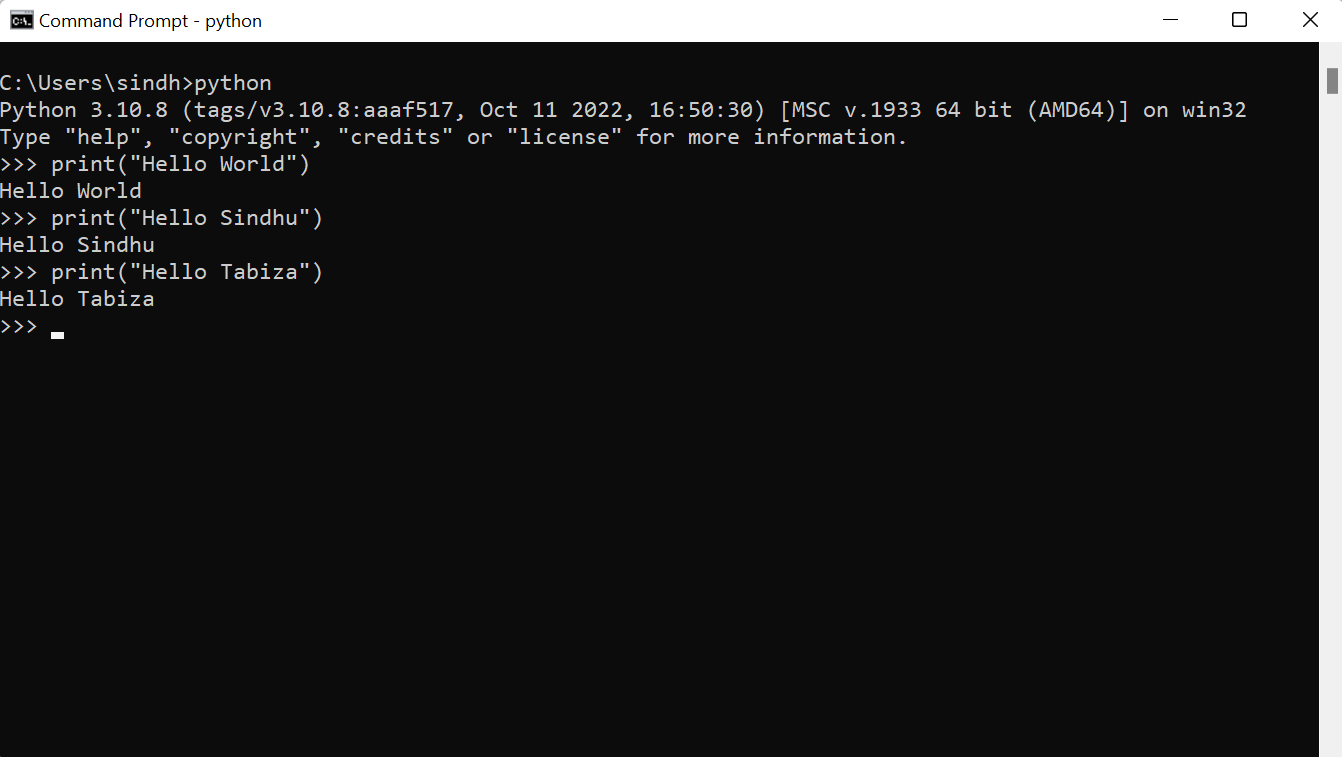 Command Prompt - python
C:\Users\sindh>python
Python 3.10.8 (tags/v3.10.8:aaaf517, Oct 11 2022, 16:50:30) [MSC v.1933 64 bit (AMD64)] on win32
Type "help", "copyright", "credits" or "license" for more information.
>>> print("Hello World")
Hello World
>>> print("Hello Sindhu")
Hello Sindhu
>>> print("Hello Tabiza")
Hello Tabiza
>>>